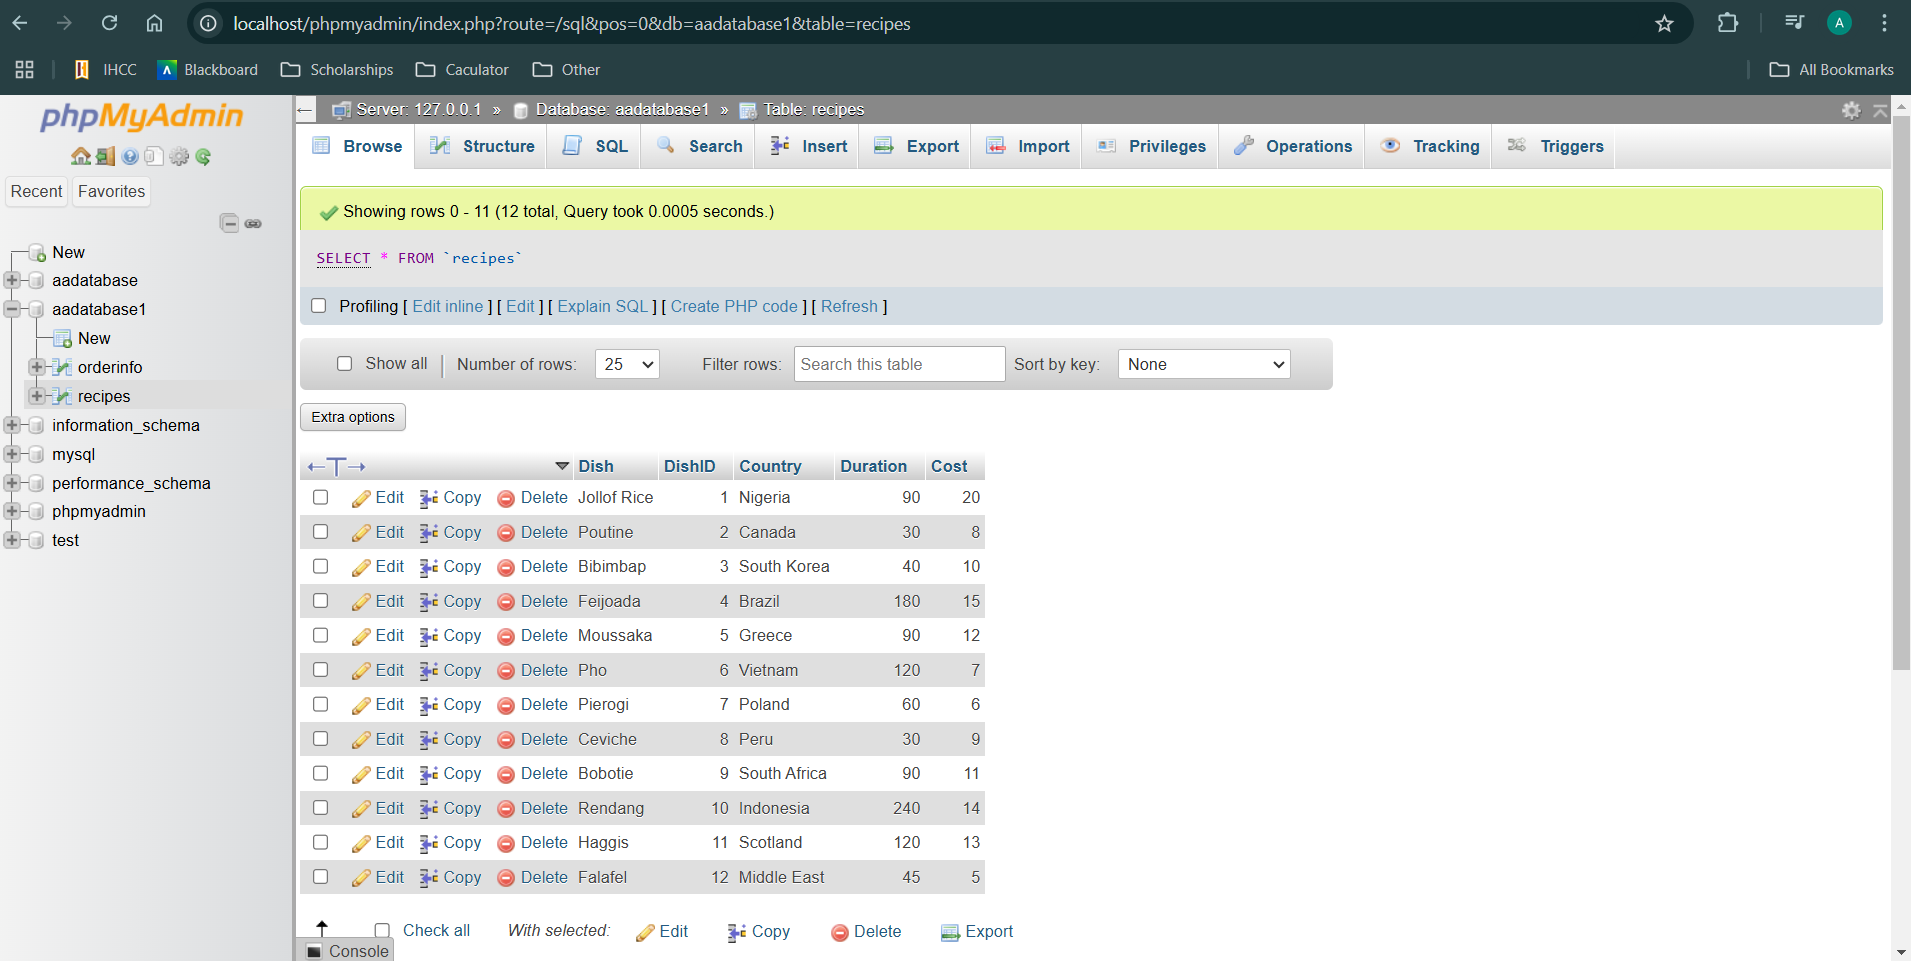 localhost/phpmyadmin/index.php?route=/sql&pos=0&db=aadatabase1&table=recipes
A
IHCC
Blackboard
Scholarships
Caculator
Other
All Bookmarks
phpMyAdmin
Recent Favorites
New
aadatabase
aadatabase1
New
orderinfo
recipes
information_schema
mysql
performance_schema
phpmyadmin
test
Server: 127.0.0.1 » Database: aadatabase1 » Table: recipes
Browse Structure SQL Search Insert Export Import Privileges Operations Tracking Triggers
Showing rows 0 - 11 (12 total, Query took 0.0005 seconds.)
SELECT * FROM `recipes`
Profiling [ Edit inline ] [ Edit ] [ Explain SQL ] [ Create PHP code ] [ Refresh ]
Show all Number of rows: 25 Filter rows: Search this table Sort by key: None
Extra options
←T→ Dish DishID Country Duration Cost
Edit Copy Delete Jollof Rice 1 Nigeria 90 20
Edit Copy Delete Poutine 2 Canada 30 8
Edit Copy Delete Bibimbap 3 South Korea 40 10
Edit Copy Delete Feijoada 4 Brazil 180 15
Edit Copy Delete Moussaka 5 Greece 90 12
Edit Copy Delete Pho 6 Vietnam 120 7
Edit Copy Delete Pierogi 7 Poland 60 6
Edit Copy Delete Ceviche 8 Peru 30 9
Edit Copy Delete Bobotie 9 South Africa 90 11
Edit Copy Delete Rendang 10 Indonesia 240 14
Edit Copy Delete Haggis 11 Scotland 120 13
Edit Copy Delete Falafel 12 Middle East 45 5
Check all With selected: Edit Copy Delete Export
Console